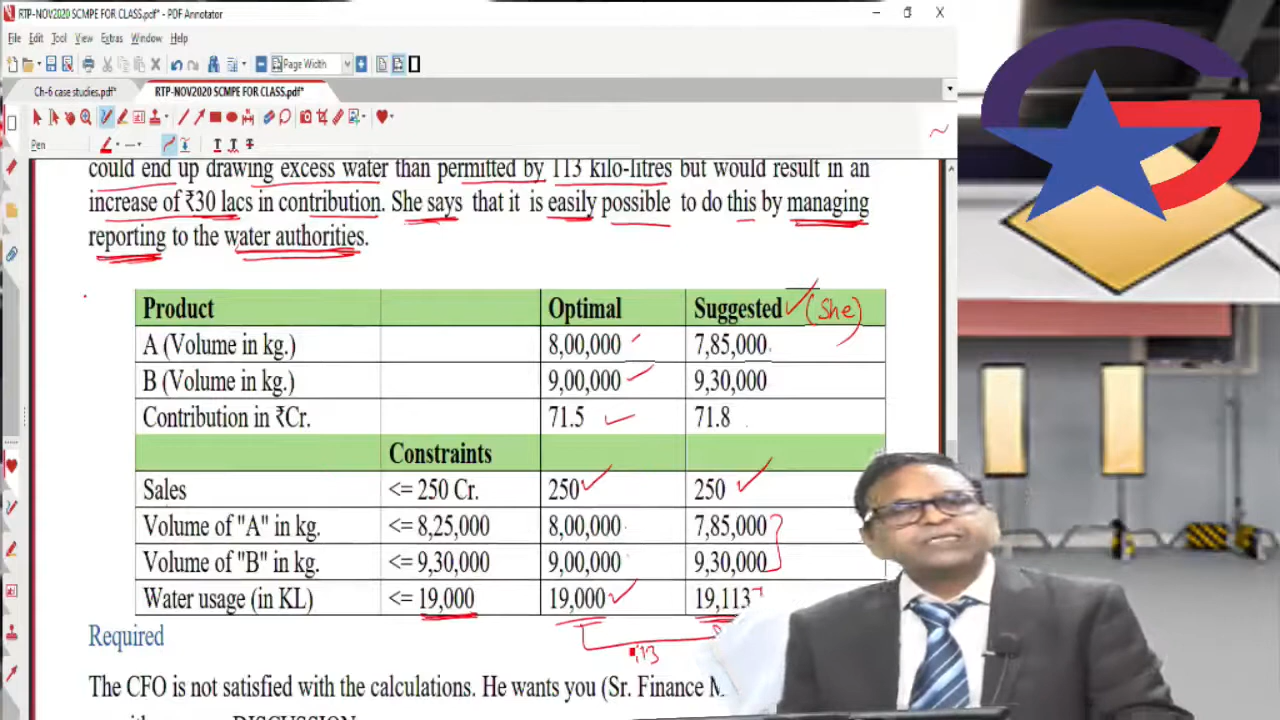 RTP-NOV2020 SCMPE FOR CLASS.pdf* - PDF Annotator
File Edit Tool View Extras Window Help
Page Width
Ch-6 case studies.pdf* RTP-NOV2020 SCMPE FOR CLASS.pdf*
Pen
could end up drawing excess water than permitted by 113 kilo-litres but would result in an
increase of ₹30 lacs in contribution. She says that it is easily possible to do this by managing
reporting to the water authorities.
Product Optimal Suggested (She)
A (Volume in kg.) 8,00,000 7,85,000
B (Volume in kg.) 9,00,000 9,30,000
Contribution in ₹Cr. 71.5 71.8
Constraints
Sales <= 250 Cr. 250 250
Volume of "A" in kg. <= 8,25,000 8,00,000 7,85,000
Volume of "B" in kg. <= 9,30,000 9,00,000 9,30,000
Water usage (in KL) <= 19,000 19,000 19,113
113
Required
The CFO is not satisfied with the calculations. He wants you (Sr. Finance M
DISCUSSION